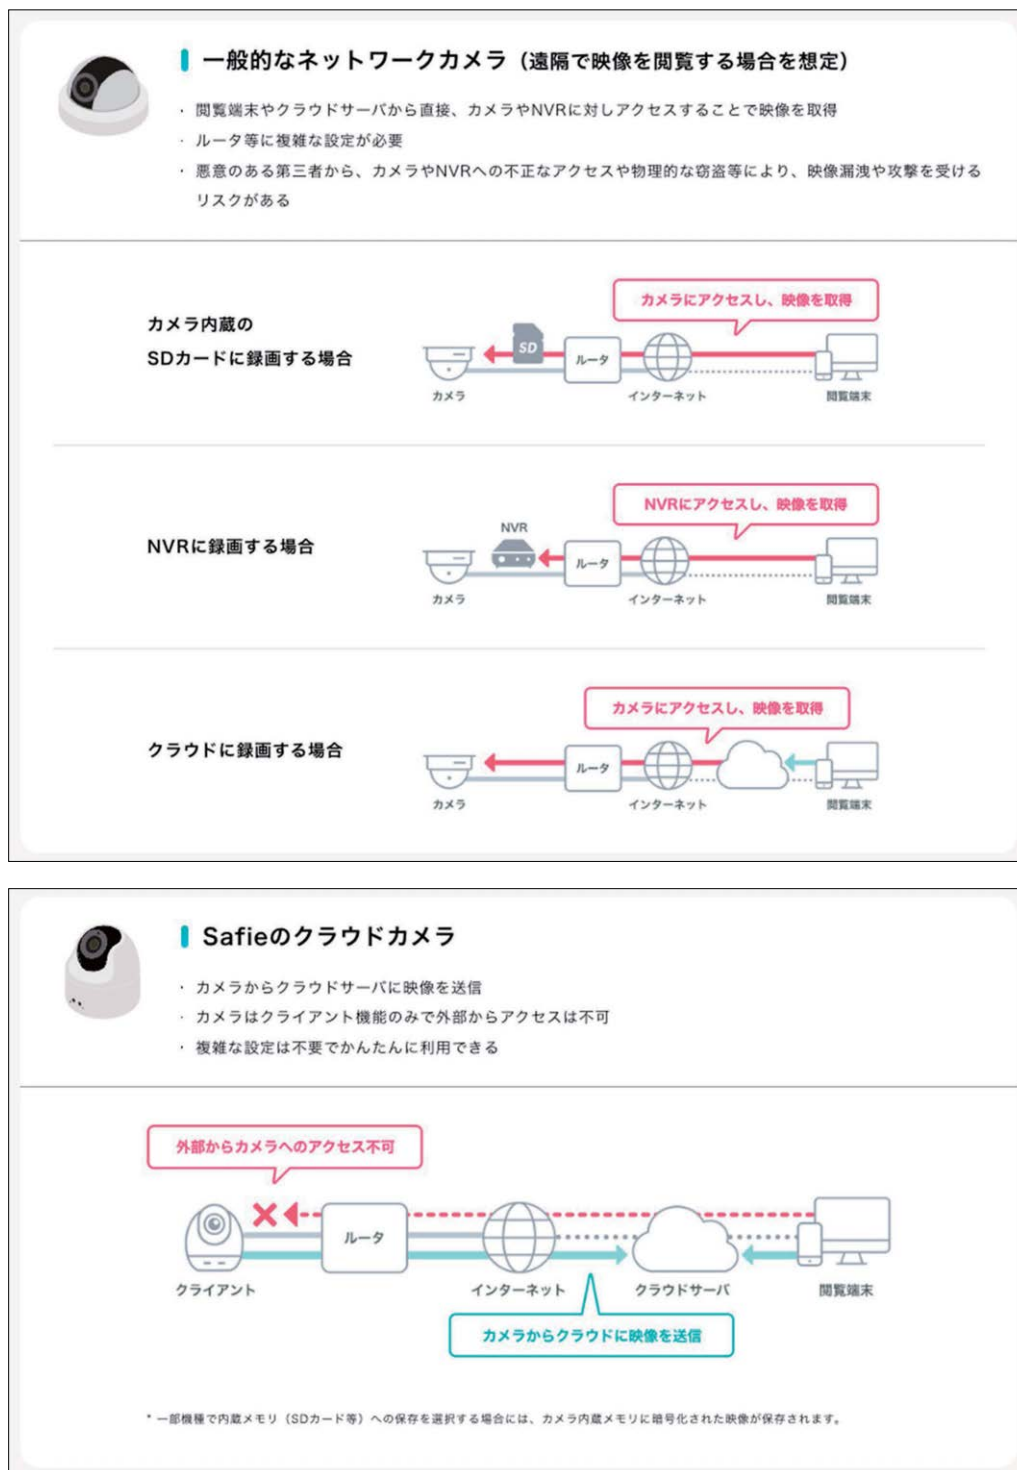 一般的なネットワークカメラ（遠隔で映像を閲覧する場合を想定）
・ 閲覧端末やクラウドサーバから直接、カメラやNVRに対しアクセスすることで映像を取得
・ ルータ等に複雑な設定が必要
・ 悪意のある第三者から、カメラやNVRへの不正なアクセスや物理的な窃盗等により、映像漏洩や攻撃を受ける
リスクがある
カメラ内蔵の
SDカードに録画する場合
カメラにアクセスし、映像を取得
SD
ルータ
カメラ
インターネット
閲覧端末
NVRに録画する場合
NVRにアクセスし、映像を取得
NVR
ルータ
カメラ
インターネット
閲覧端末
クラウドに録画する場合
カメラにアクセスし、映像を取得
ルータ
カメラ
インターネット
閲覧端末
Safieのクラウドカメラ
・ カメラからクラウドサーバに映像を送信
・ カメラはクライアント機能のみで外部からアクセスは不可
・ 複雑な設定は不要でかんたんに利用できる
外部からカメラへのアクセス不可
ルータ
クライアント
インターネット
クラウドサーバ
閲覧端末
カメラからクラウドに映像を送信
* 一部機種で内蔵メモリ（SDカード等）への保存を選択する場合には、カメラ内蔵メモリに暗号化された映像が保存されます。